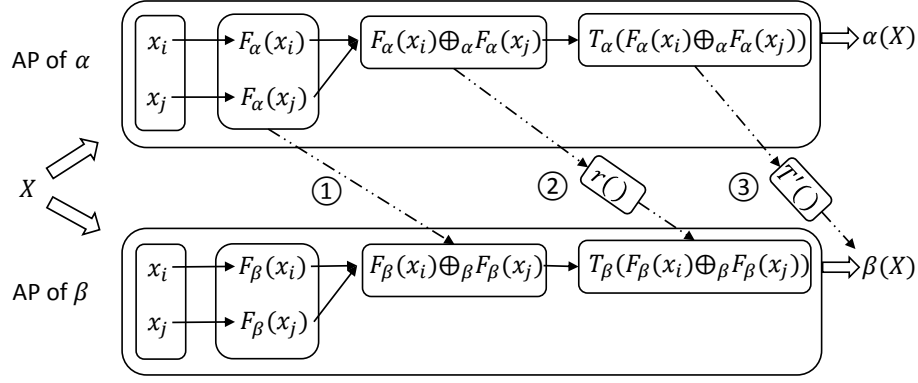 x_i F_α(x_i) F_α(x_i)⊕_αF_α(x_j) T_α(F_α(x_i)⊕_αF_α(x_j)) α(X)
AP of α
x_j F_α(x_j)
X ① ② r() ③ T'()
x_i F_β(x_i) F_β(x_i)⊕_βF_β(x_j) T_β(F_β(x_i)⊕_βF_β(x_j)) β(X)
AP of β
x_j F_β(x_j)